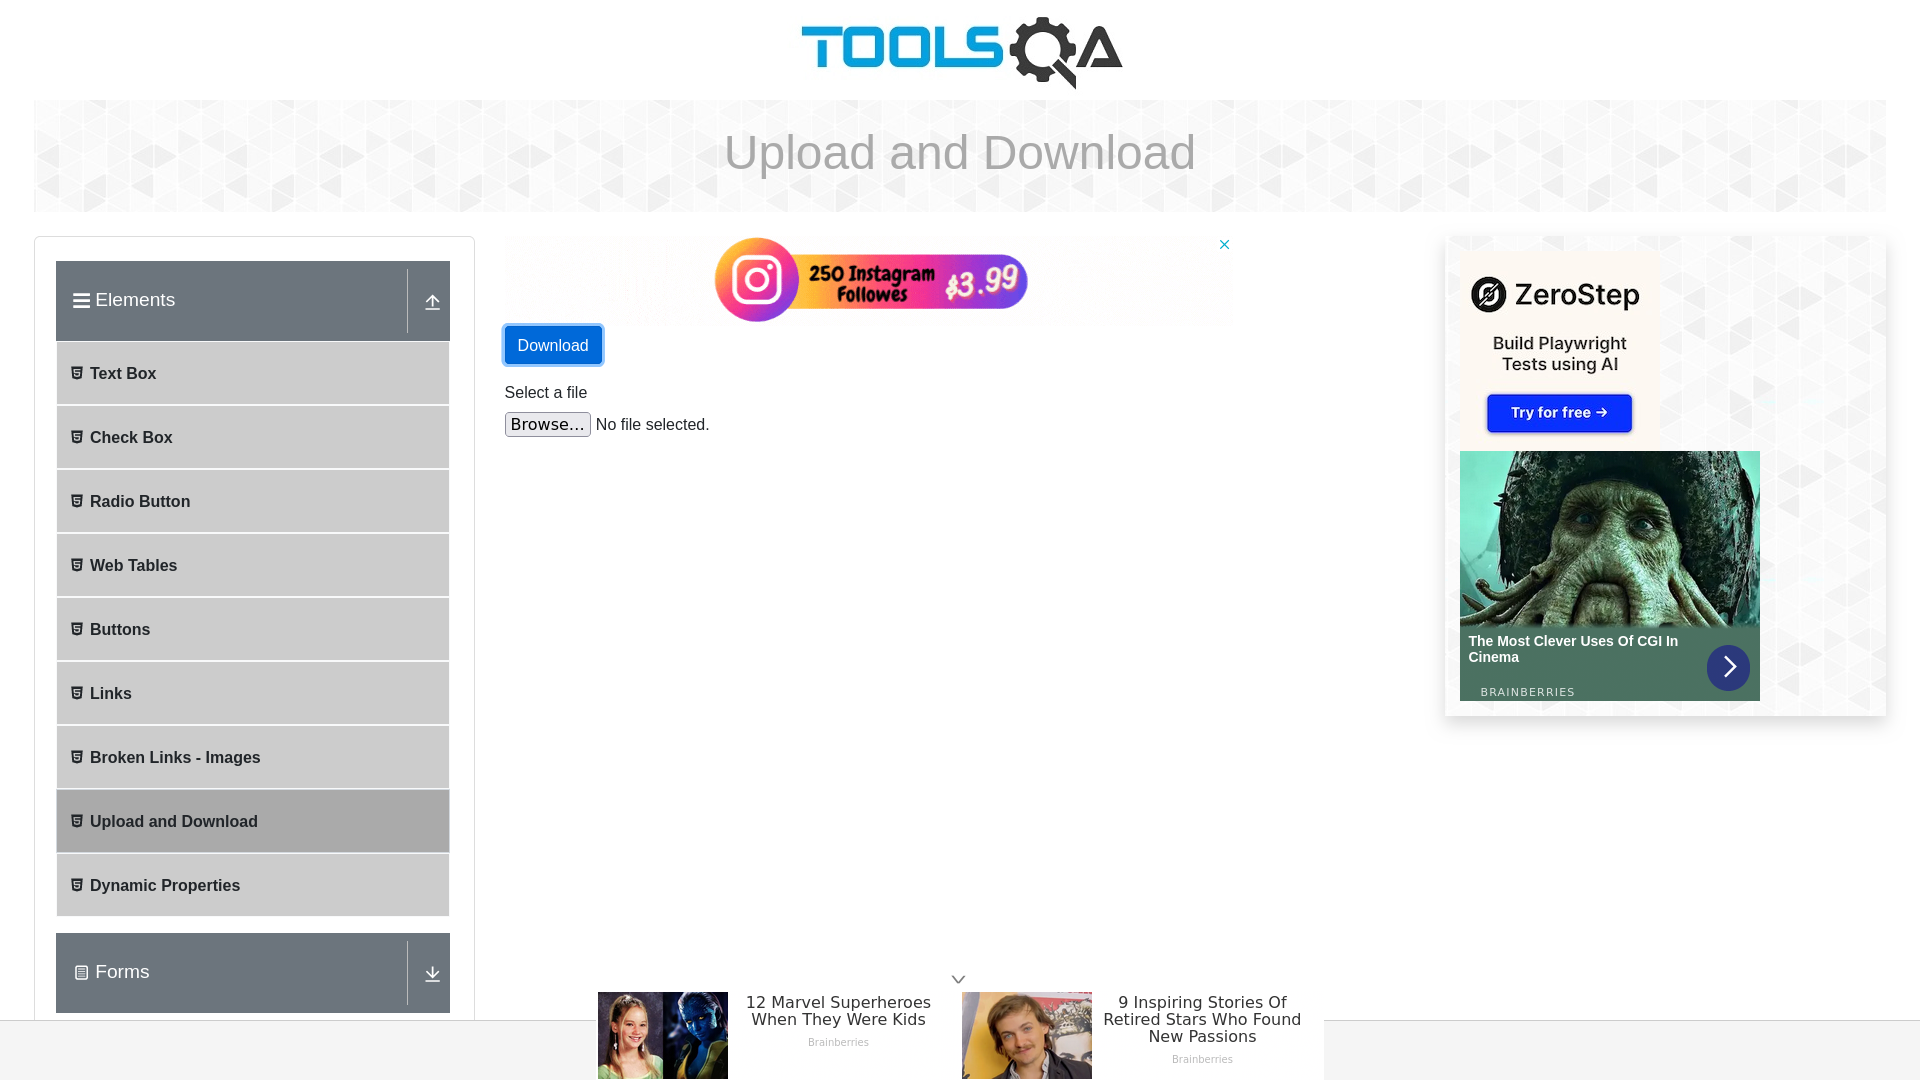 TOOLSQA
Upload and Download
Elements
Text Box
Check Box
Radio Button
Web Tables
Buttons
Links
Broken Links - Images
Upload and Download
Dynamic Properties
Forms
250 Instagram
Followes
$3.99
Download
Select a file
Browse...
No file selected.
ZeroStep
Build Playwright
Tests using AI
Try for free →
The Most Clever Uses Of CGI In
Cinema
BRAINBERRIES
12 Marvel Superheroes
When They Were Kids
Brainberries
9 Inspiring Stories Of
Retired Stars Who Found
New Passions
Brainberries